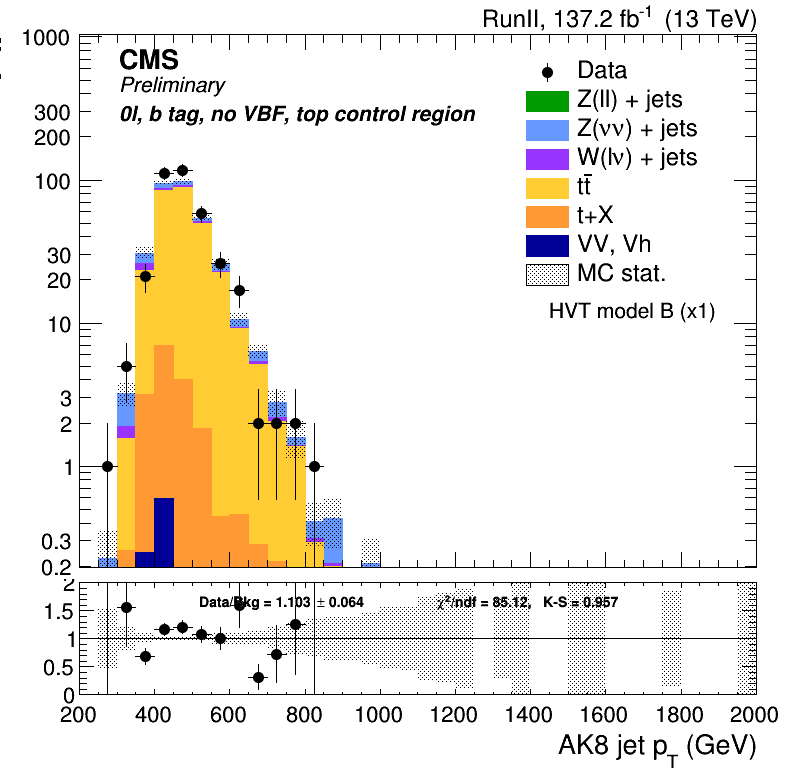 RunII, 137.2 fb⁻¹ (13 TeV)
CMS
Preliminary
0l, b tag, no VBF, top control region
Data
Z(ll) + jets
Z(νν) + jets
W(lν) + jets
tt̄
t+X
VV, Vh
MC stat.
HVT model B (x1)
1000
300
200
100
30
20
10
3
2
1
0.3
0.2
Data/Bkg = 1.103 ± 0.064 χ²/ndf = 85.12, K-S = 0.957
2
1.5
1
0.5
0
200 400 600 800 1000 1200 1400 1600 1800 2000
AK8 jet p_T (GeV)